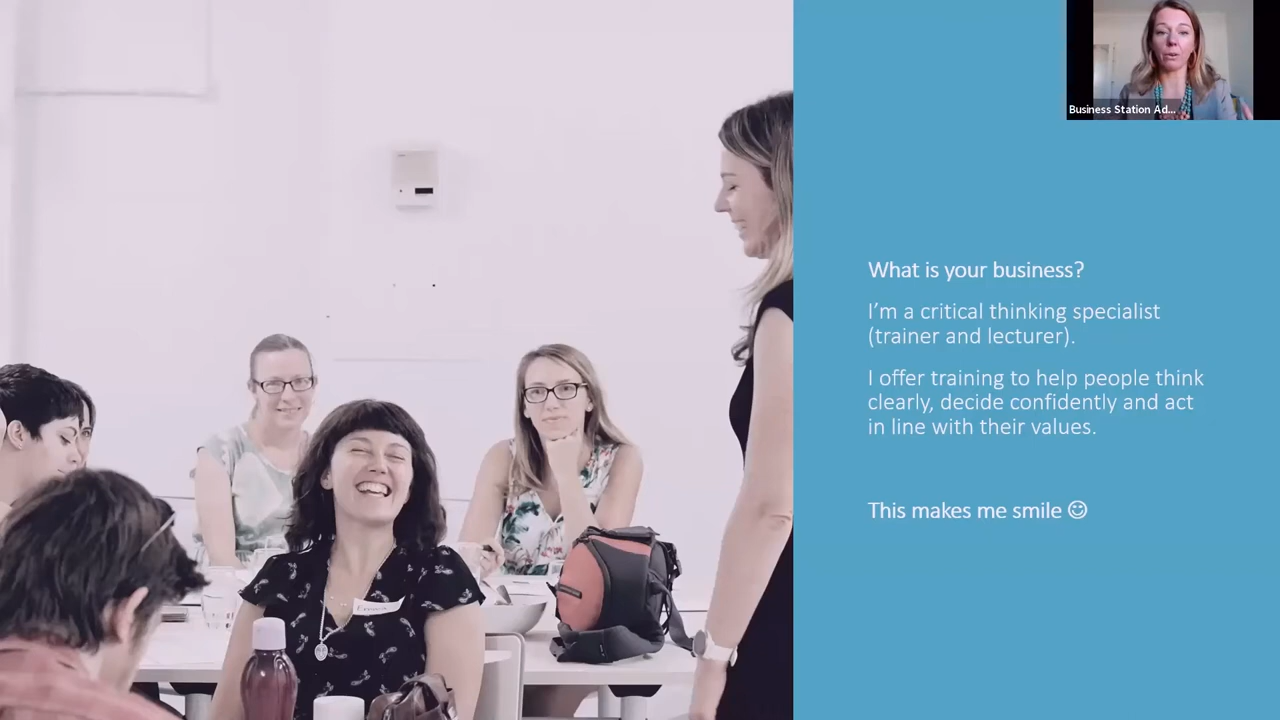 Business Station Ad...
What is your business?
I'm a critical thinking specialist
(trainer and lecturer).
I offer training to help people think
clearly, decide confidently and act
in line with their values.
This makes me smile ☺